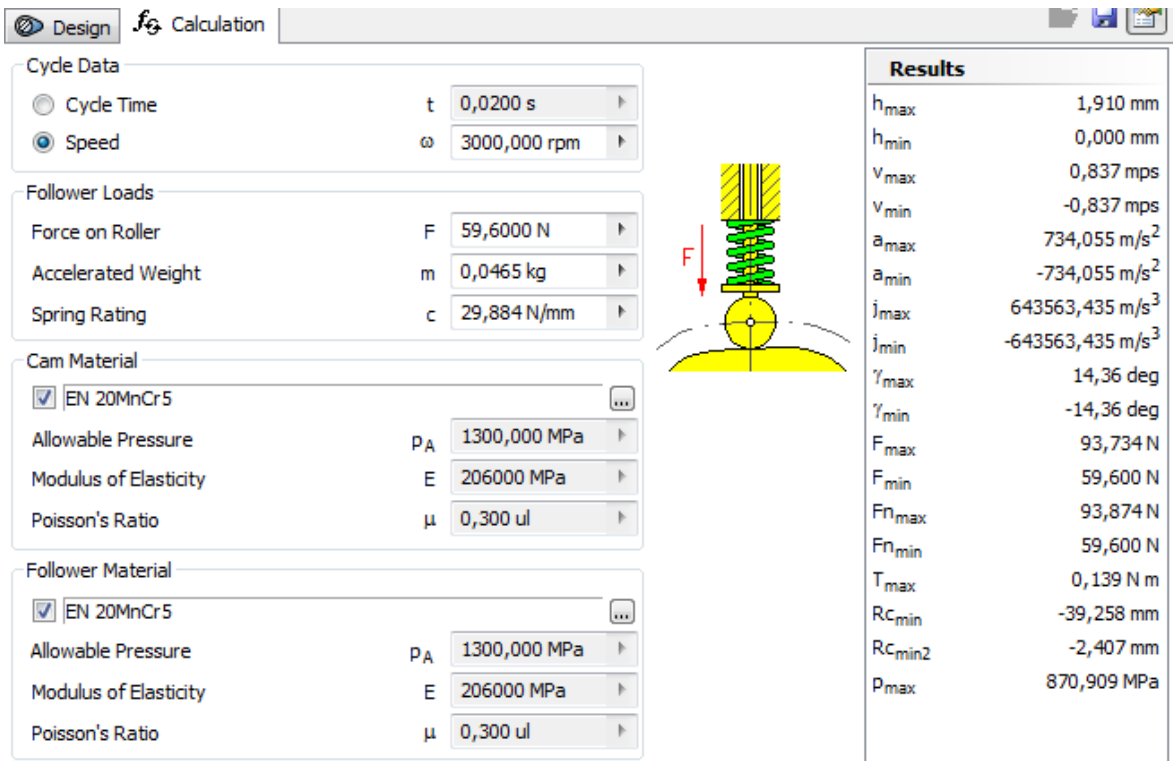 Design Calculation
Cycle Data
Cycle Time t 0,0200 s
Speed ω 3000,000 rpm
Follower Loads
Force on Roller F 59,6000 N
Accelerated Weight m 0,0465 kg
Spring Rating c 29,884 N/mm
Cam Material
EN 20MnCr5 ...
Allowable Pressure pA 1300,000 MPa
Modulus of Elasticity E 206000 MPa
Poisson's Ratio μ 0,300 ul
Follower Material
EN 20MnCr5 ...
Allowable Pressure pA 1300,000 MPa
Modulus of Elasticity E 206000 MPa
Poisson's Ratio μ 0,300 ul
F
Results
hmax 1,910 mm
hmin 0,000 mm
vmax 0,837 mps
vmin -0,837 mps
amax 734,055 m/s²
amin -734,055 m/s²
jmax 643563,435 m/s³
jmin -643563,435 m/s³
γmax 14,36 deg
γmin -14,36 deg
Fmax 93,734 N
Fmin 59,600 N
Fnmax 93,874 N
Fnmin 59,600 N
Tmax 0,139 N m
Rcmin -39,258 mm
Rcmin2 -2,407 mm
pmax 870,909 MPa